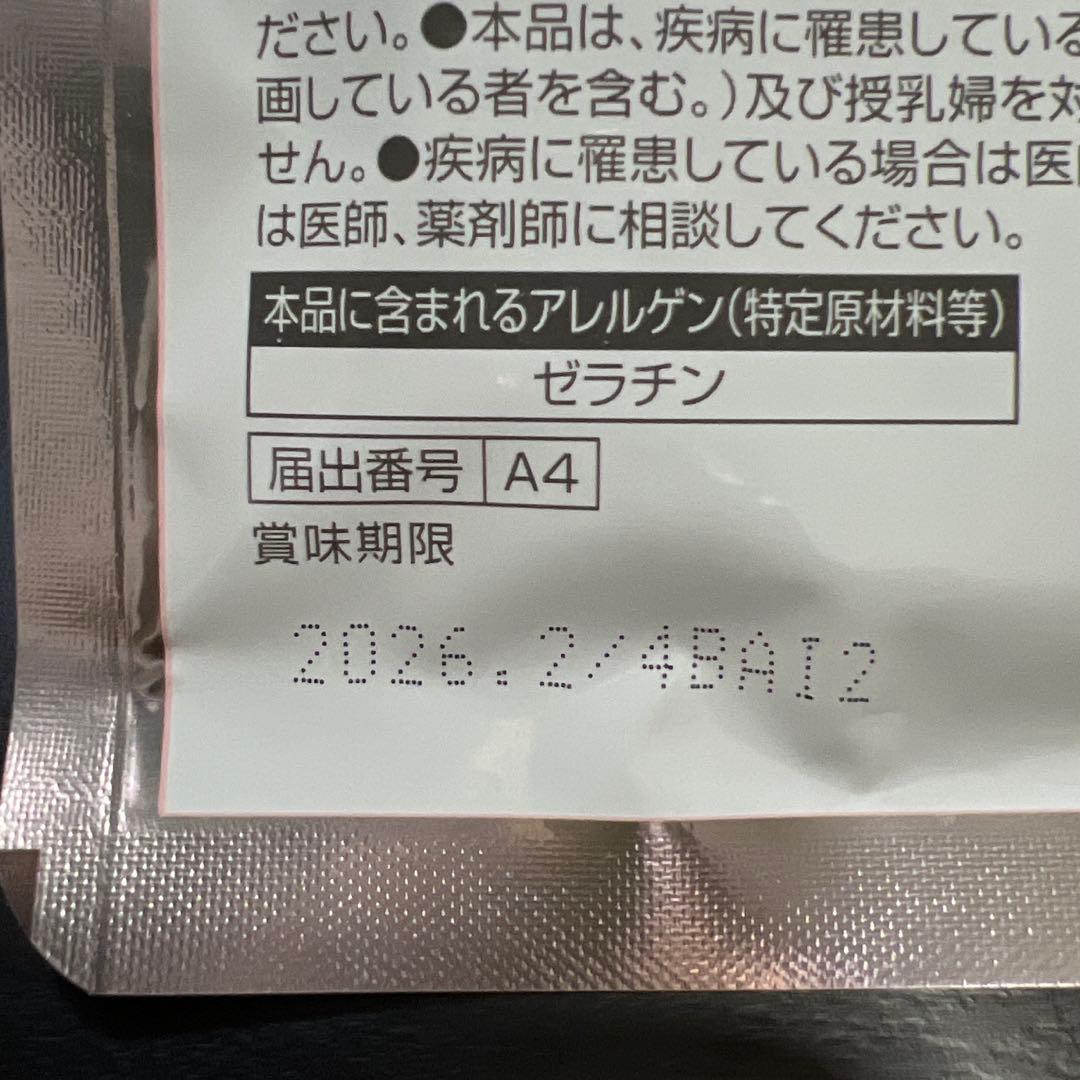 ださい。●本品は、疾病に罹患している
画している者を含む。)及び授乳婦を対
せん。●疾病に罹患している場合は医
は医師、薬剤師に相談してください。
本品に含まれるアレルゲン(特定原材料等)
ゼラチン
届出番号 A4
賞味期限
2026.2/4BAI2